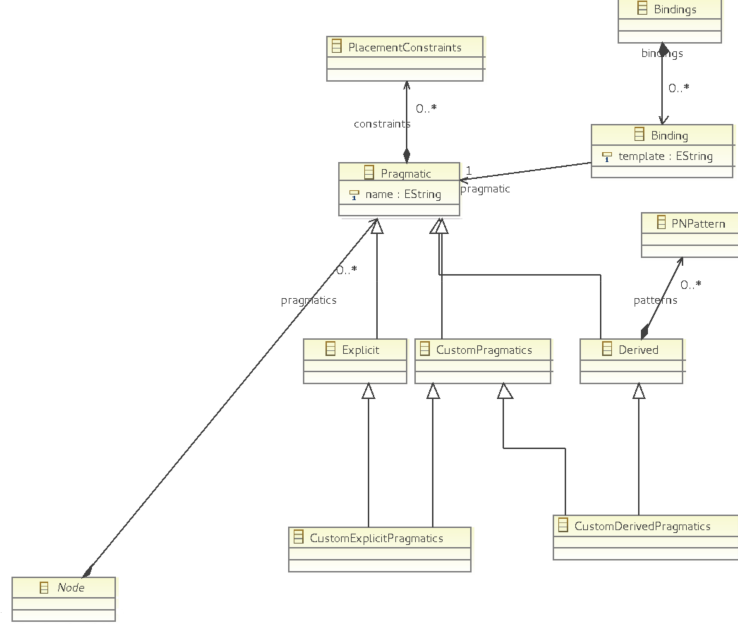 Bindings
PlacementConstraints
bindings
0..*
0..*
constraints
Binding
template : EString
Pragmatic
1
name : EString
pragmatic
PNPattern
0..*
0..*
pragmatics
patterns
Explicit
CustomPragmatics
Derived
CustomDerivedPragmatics
CustomExplicitPragmatics
Node